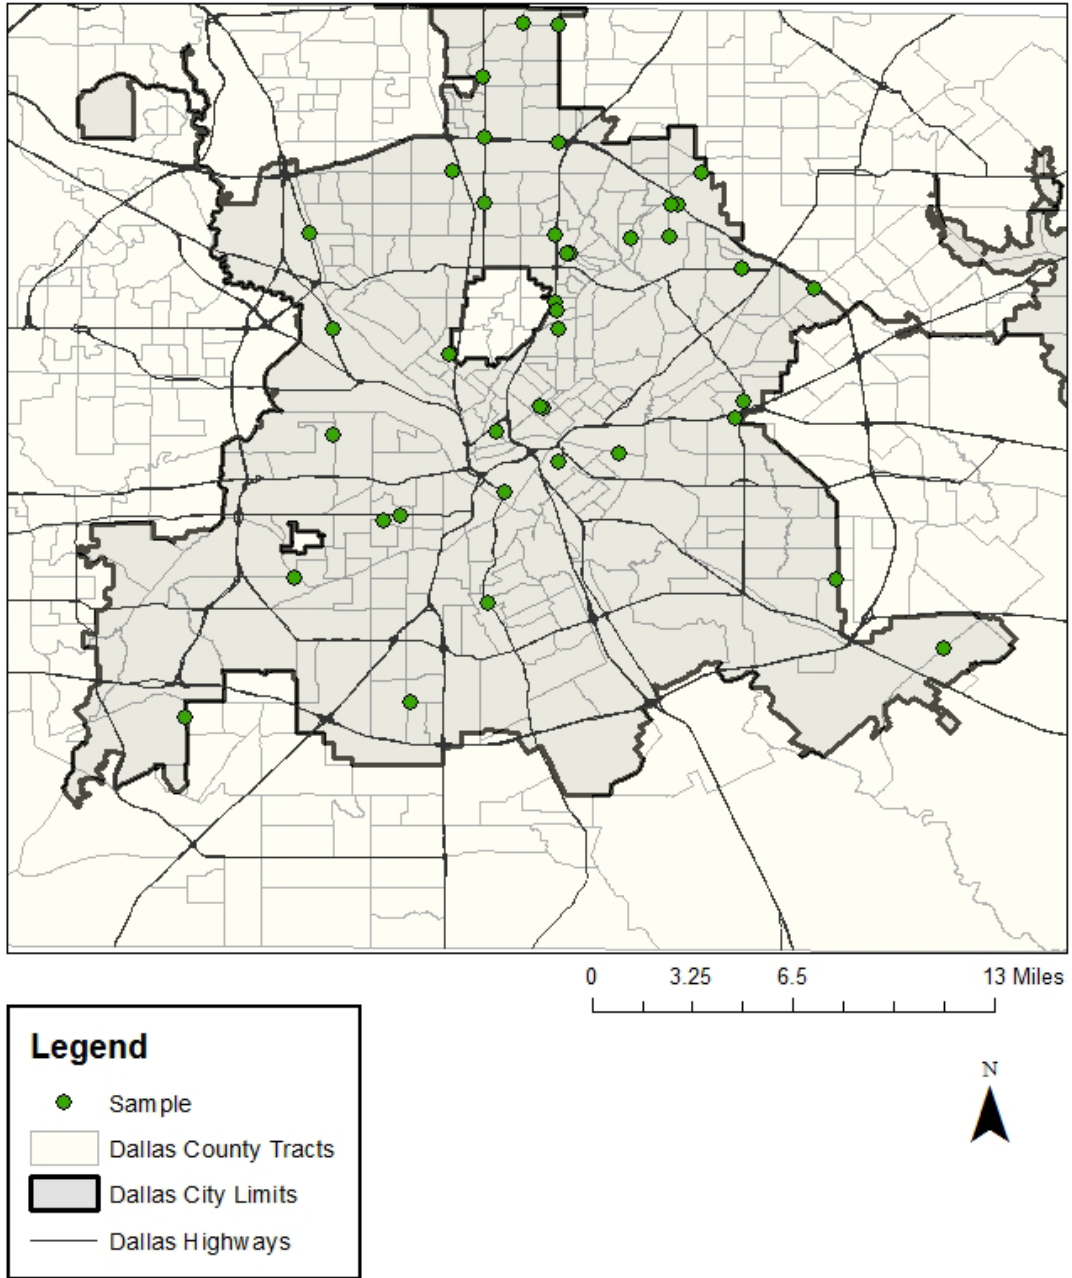 0 3.25 6.5 13 Miles
N
Legend
Sample
Dallas County Tracts
Dallas City Limits
Dallas Highways